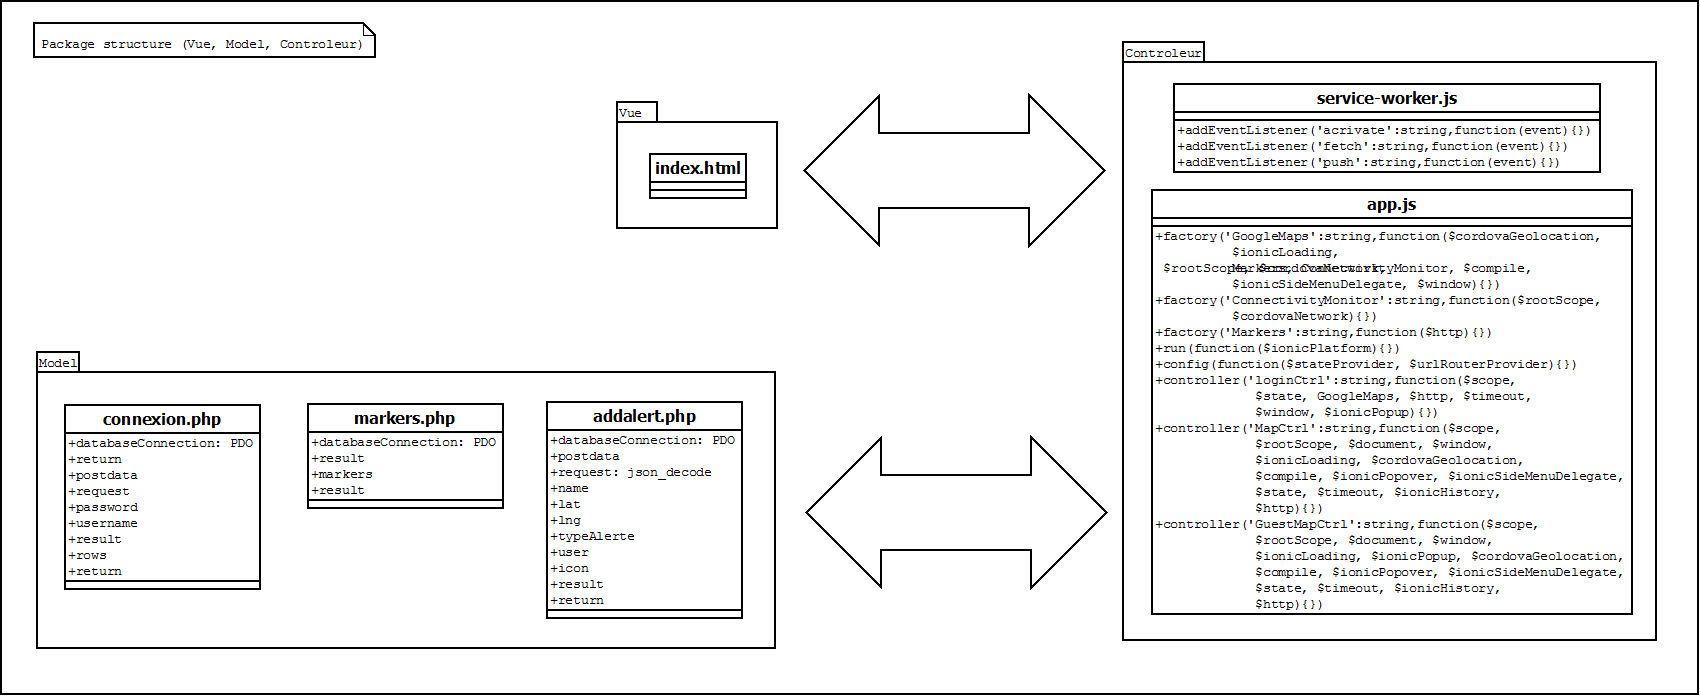 Package structure (Vue, Model, Controleur)
Vue
index.html
Controleur
service-worker.js
+addEventListener('acrivate':string,function(event){})
+addEventListener('fetch':string,function(event){})
+addEventListener('push':string,function(event){})
app.js
+factory('GoogleMaps':string,function($cordovaGeolocation,
$ionicLoading,
$rootScope, $cordovaNetwork,
Markers, ConnectivityMonitor, $compile,
$ionicSideMenuDelegate, $window){})
+factory('ConnectivityMonitor':string,function($rootScope,
$cordovaNetwork){})
+factory('Markers':string,function($http){})
+run(function($ionicPlatform){})
+config(function($stateProvider, $urlRouterProvider){})
+controller('loginCtrl':string,function($scope,
$state, GoogleMaps, $http, $timeout,
$window, $ionicPopup){})
+controller('MapCtrl':string,function($scope,
$rootScope, $document, $window,
$ionicLoading, $cordovaGeolocation,
$compile, $ionicPopover, $ionicSideMenuDelegate,
$state, $timeout, $ionicHistory,
$http){})
+controller('GuestMapCtrl':string,function($scope,
$rootScope, $document, $window,
$ionicLoading, $ionicPopup, $cordovaGeolocation,
$compile, $ionicPopover, $ionicSideMenuDelegate,
$state, $timeout, $ionicHistory,
$http){})
Model
connexion.php
+databaseConnection: PDO
+return
+postdata
+request
+password
+username
+result
+rows
+return
markers.php
+databaseConnection: PDO
+result
+markers
+result
addalert.php
+databaseConnection: PDO
+postdata
+request: json_decode
+name
+lat
+lng
+typeAlerte
+user
+icon
+result
+return